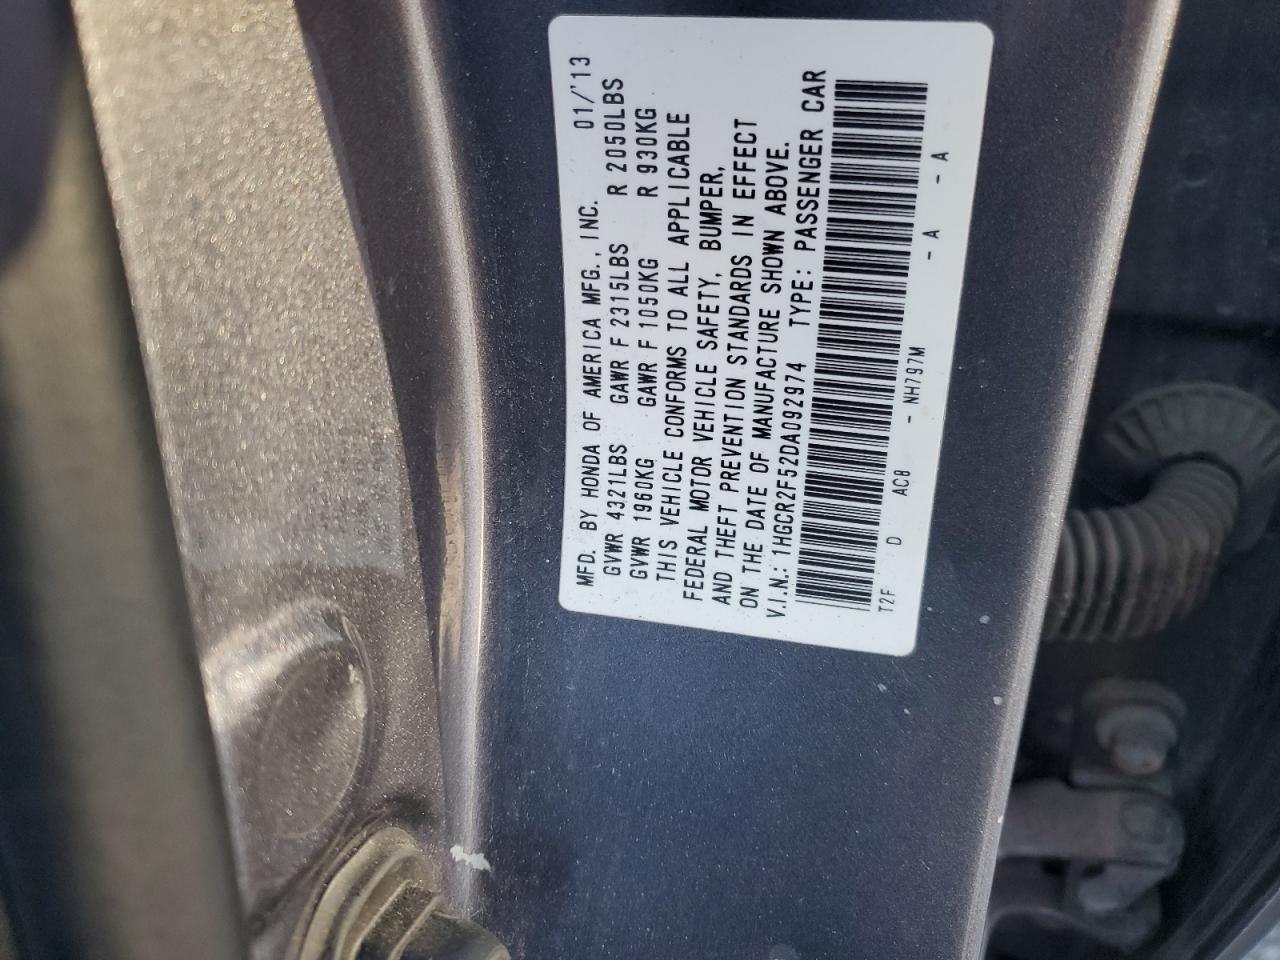 MFD. BY HONDA OF AMERICA MFG., INC. 01/'13
GVWR 4321LBS GAWR F 2315LBS R 2050LBS
GVWR 1960KG GAWR F 1050KG R 930KG
THIS VEHICLE CONFORMS TO ALL APPLICABLE
FEDERAL MOTOR VEHICLE SAFETY, BUMPER,
AND THEFT PREVENTION STANDARDS IN EFFECT
ON THE DATE OF MANUFACTURE SHOWN ABOVE.
V.I.N.: 1HGCR2F52DA092974 TYPE: PASSENGER CAR
T2F D AC8 - NH797M - A - A